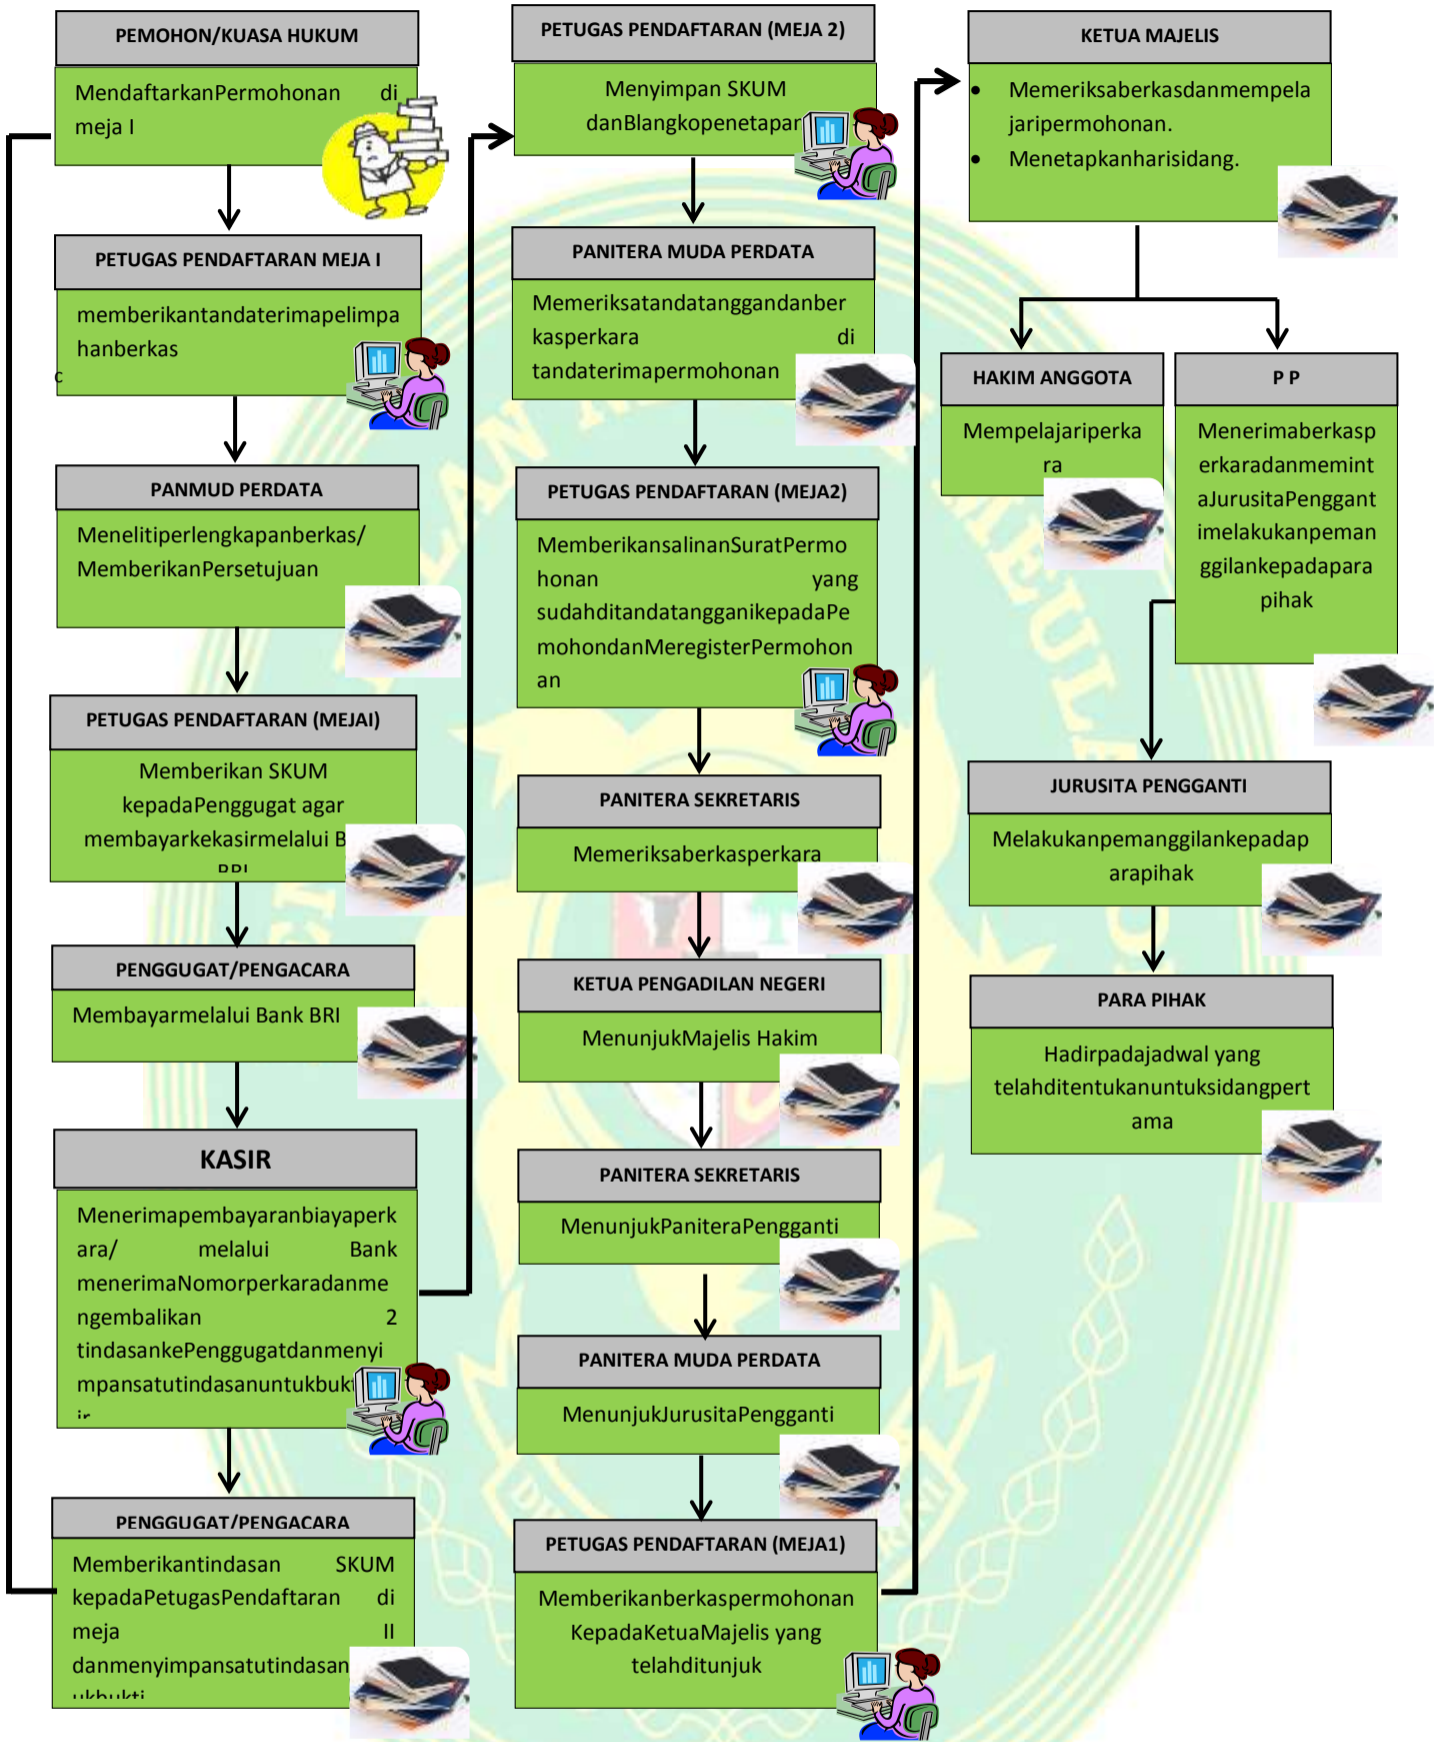 PEMOHON/KUASA HUKUM
MendaftarkanPermohonan di
meja I
PETUGAS PENDAFTARAN MEJA I
memberikantandaterimapelimpa
hanberkas
c
PANMUD PERDATA
Menelitiperlengkapanberkas/
MemberikanPersetujuan
PETUGAS PENDAFTARAN (MEJAI)
Memberikan SKUM
kepadaPenggugat agar
membayarkekasirmelalui B
BRI
PENGGUGAT/PENGACARA
Membayarmelalui Bank BRI
KASIR
Menerimapembayaranbiayaperk
ara/ melalui Bank
menerimaNomorperkaradanme
ngembalikan 2
tindasankePenggugatdanmenyi
mpansatutindasanuntukbukt
ir
PENGGUGAT/PENGACARA
Memberikantindasan SKUM
kepadaPetugasPendaftaran di
meja II
danmenyimpansatutindasan
ukbukti
PETUGAS PENDAFTARAN (MEJA 2)
Menyimpan SKUM
danBlangkopenetapan
PANITERA MUDA PERDATA
Memeriksatandatanggandanber
kasperkara di
tandaterimapermohonan
PETUGAS PENDAFTARAN (MEJA2)
MemberikansalinanSuratPermo
honan yang
sudahditandatangganikepadaPe
mohondanMeregisterPermohon
an
PANITERA SEKRETARIS
Memeriksaberkasperkara
KETUA PENGADILAN NEGERI
MenunjukMajelis Hakim
PANITERA SEKRETARIS
MenunjukPaniteraPengganti
PANITERA MUDA PERDATA
MenunjukJurusitaPengganti
PETUGAS PENDAFTARAN (MEJA1)
Memberikanberkaspermohonan
KepadaKetuaMajelis yang
telahditunjuk
KETUA MAJELIS
• Memeriksaberkasdanmempela
jaripermohonan.
• Menetapkanharisidang.
HAKIM ANGGOTA
Mempelajariperka
ra
P P
Menerimaberkasp
erkaradanmemint
aJurusitaPenggant
imelakukanpeman
ggilankepadapara
pihak
JURUSITA PENGGANTI
Melakukanpemanggilankepadap
arapihak
PARA PIHAK
Hadirpadajadwal yang
telahditentukanuntuksidangpert
ama